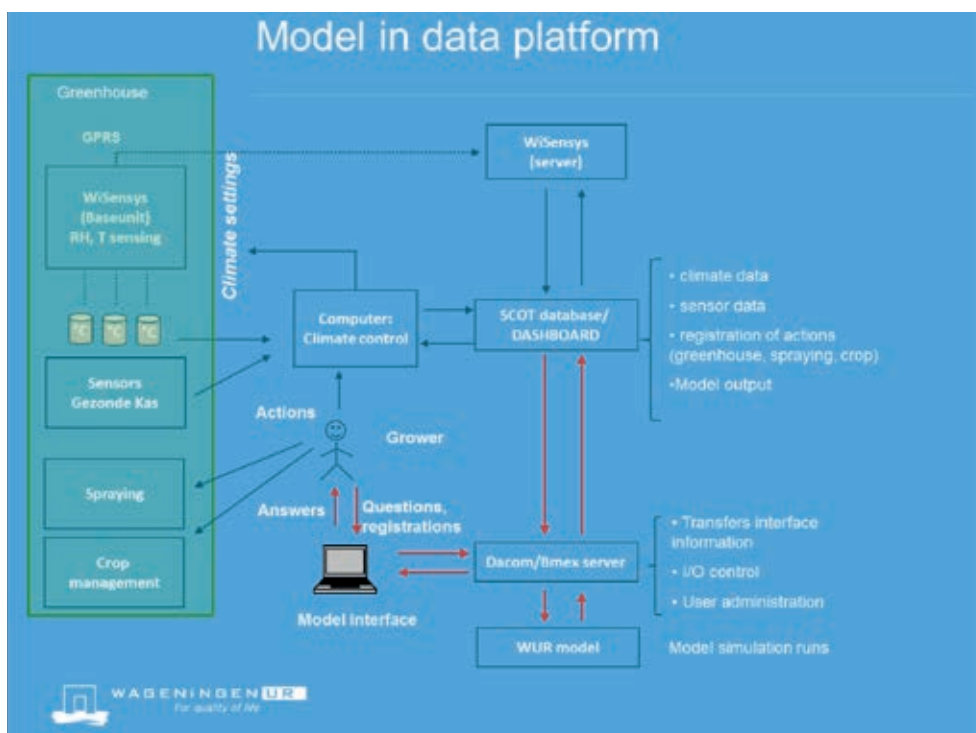 Model in data platform
Greenhouse
GPRS
WiSensys
(server)
WiSensys
(Baseunit)
RH, T sensing
Climate settings
°C °C °C
Computer:
Climate control
SCOT database/
DASHBOARD
• climate data
• sensor data
• registration of actions
(greenhouse, spraying, crop)
•Model output
Sensors
Gezonde Kas
Actions
Grower
Spraying
Answers
Questions,
registrations
Crop
management
Model interface
Dacom/Bmex server
• Transfers interface
information
• I/O control
• User administration
WUR model
Model simulation runs
WAGENINGEN UR
For quality of life